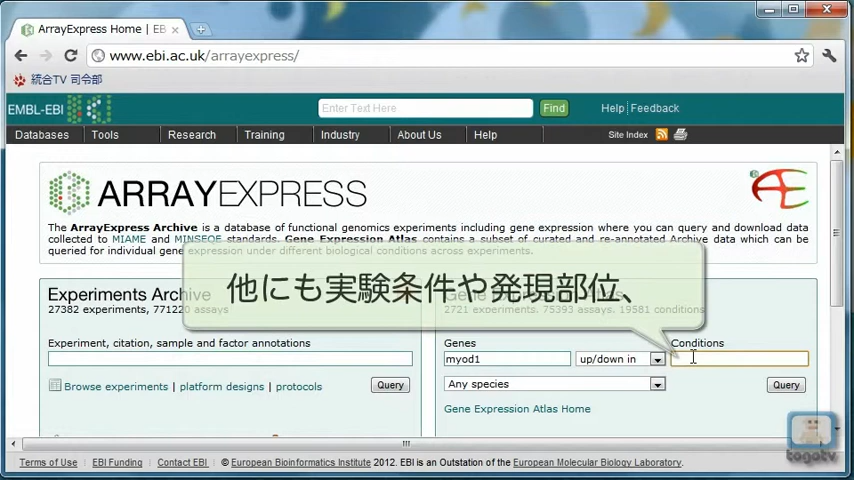 ArrayExpress Home | EB
www.ebi.ac.uk/arrayexpress/
統合TV 司令部
EMBL-EBI
Enter Text Here
Find
Help
Feedback
Databases
Tools
Research
Training
Industry
About Us
Help
Site Index
ARRAYEXPRESS
The ArrayExpress Archive is a database of functional genomics experiments including gene expression where you can query and download data
collected to MIAME and MINSEQE standards. Gene Expression Atlas contains a subset of curated and re-annotated Archive data which can be
queried for individual gene expression under different biological conditions across experiments.
他にも実験条件や発現部位、
Experiments Archive
27382 experiments, 771220 assays
Experiment, citation, sample and factor annotations
Browse experiments | platform designs | protocols
Query
Gene Expression Atlas
2721 experiments, 75393 assays, 19581 conditions
Genes
Conditions
myod1
up/down in
Any species
Query
Gene Expression Atlas Home
togotv
Terms of Use | EBI Funding | Contact EBI | © European Bioinformatics Institute 2012. EBI is an Outstation of the European Molecular Biology Laboratory.